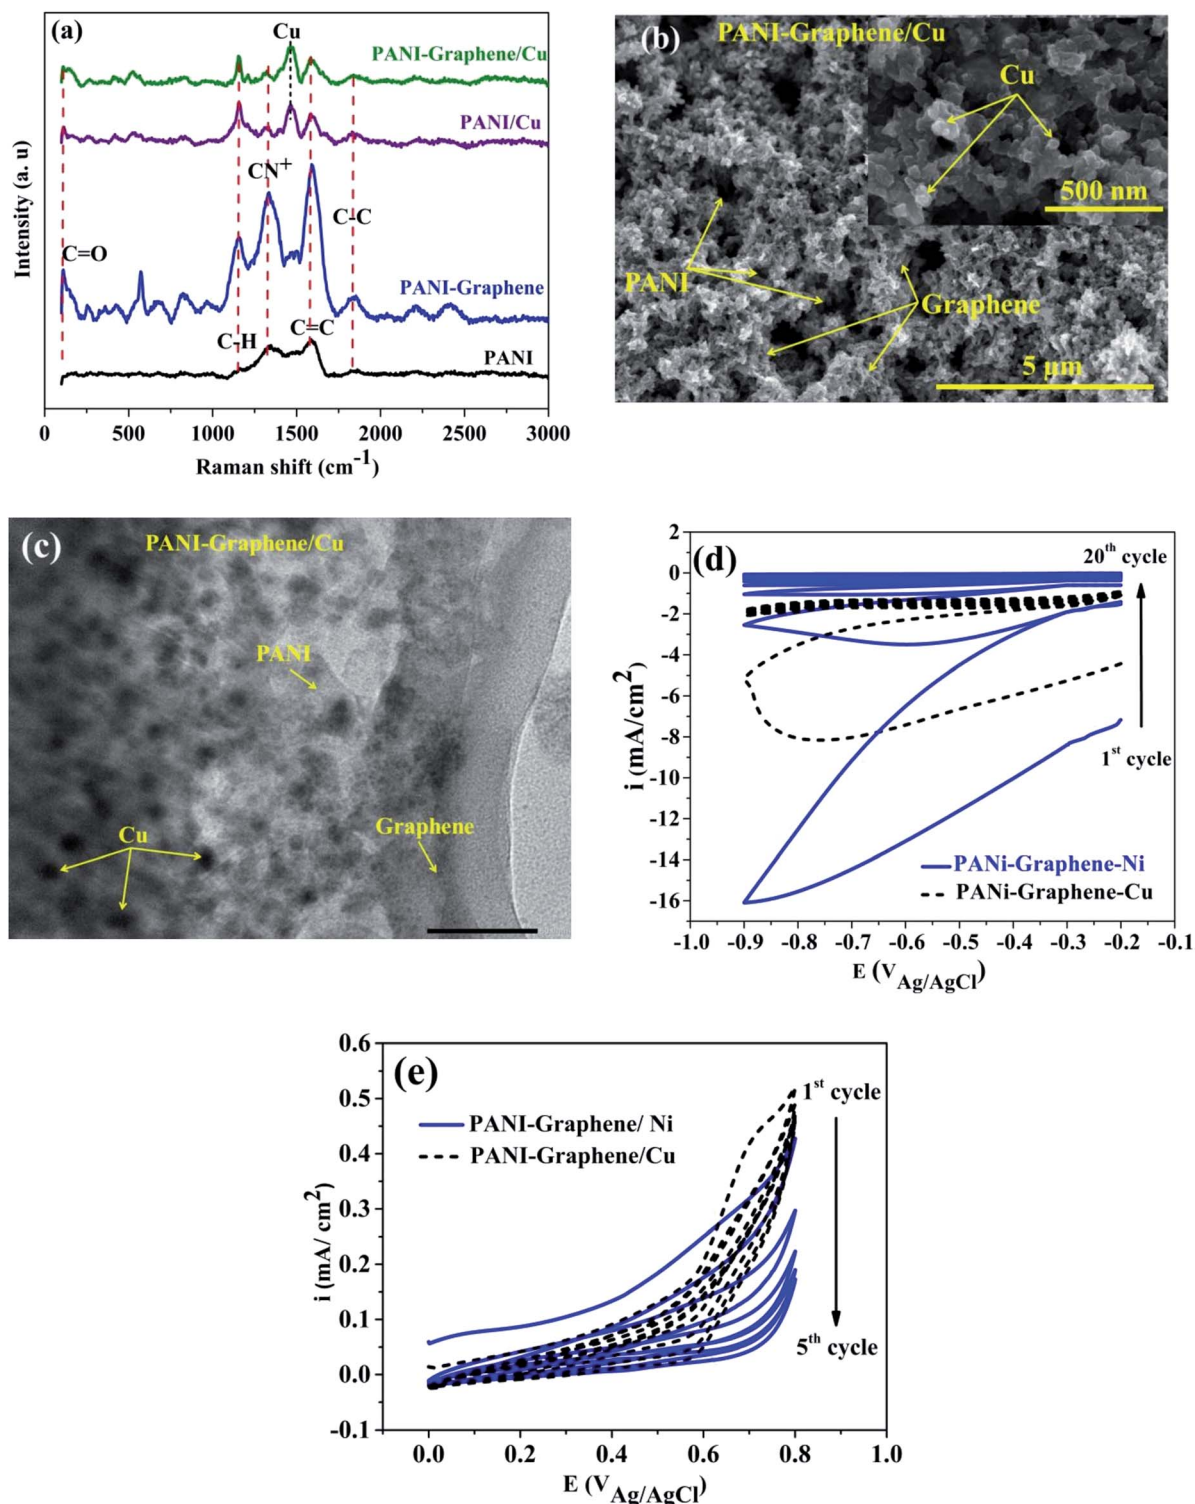 (a)
Cu
PANI-Graphene/Cu
PANI/Cu
CN+
C-C
C=O
PANI-Graphene
C-H
C=C
PANI
Intensity (a. u)
0 500 1000 1500 2000 2500 3000
Raman shift (cm-1)
(b)
PANI-Graphene/Cu
Cu
500 nm
PANI
Graphene
5 µm
(c)
PANI-Graphene/Cu
PANI
Cu
Graphene
(d)
2
0
-2
-4
-6
-8
-10
-12
-14
-16
i (mA/cm2)
20th cycle
1st cycle
PANi-Graphene-Ni
PANi-Graphene-Cu
-1.0 -0.9 -0.8 -0.7 -0.6 -0.5 -0.4 -0.3 -0.2 -0.1
E (VAg/AgCl)
(e)
0.6
0.5
0.4
0.3
0.2
0.1
0.0
-0.1
i (mA/ cm2)
PANI-Graphene/ Ni
PANI-Graphene/Cu
1st cycle
5th cycle
0.0 0.2 0.4 0.6 0.8 1.0
E (VAg/AgCl)